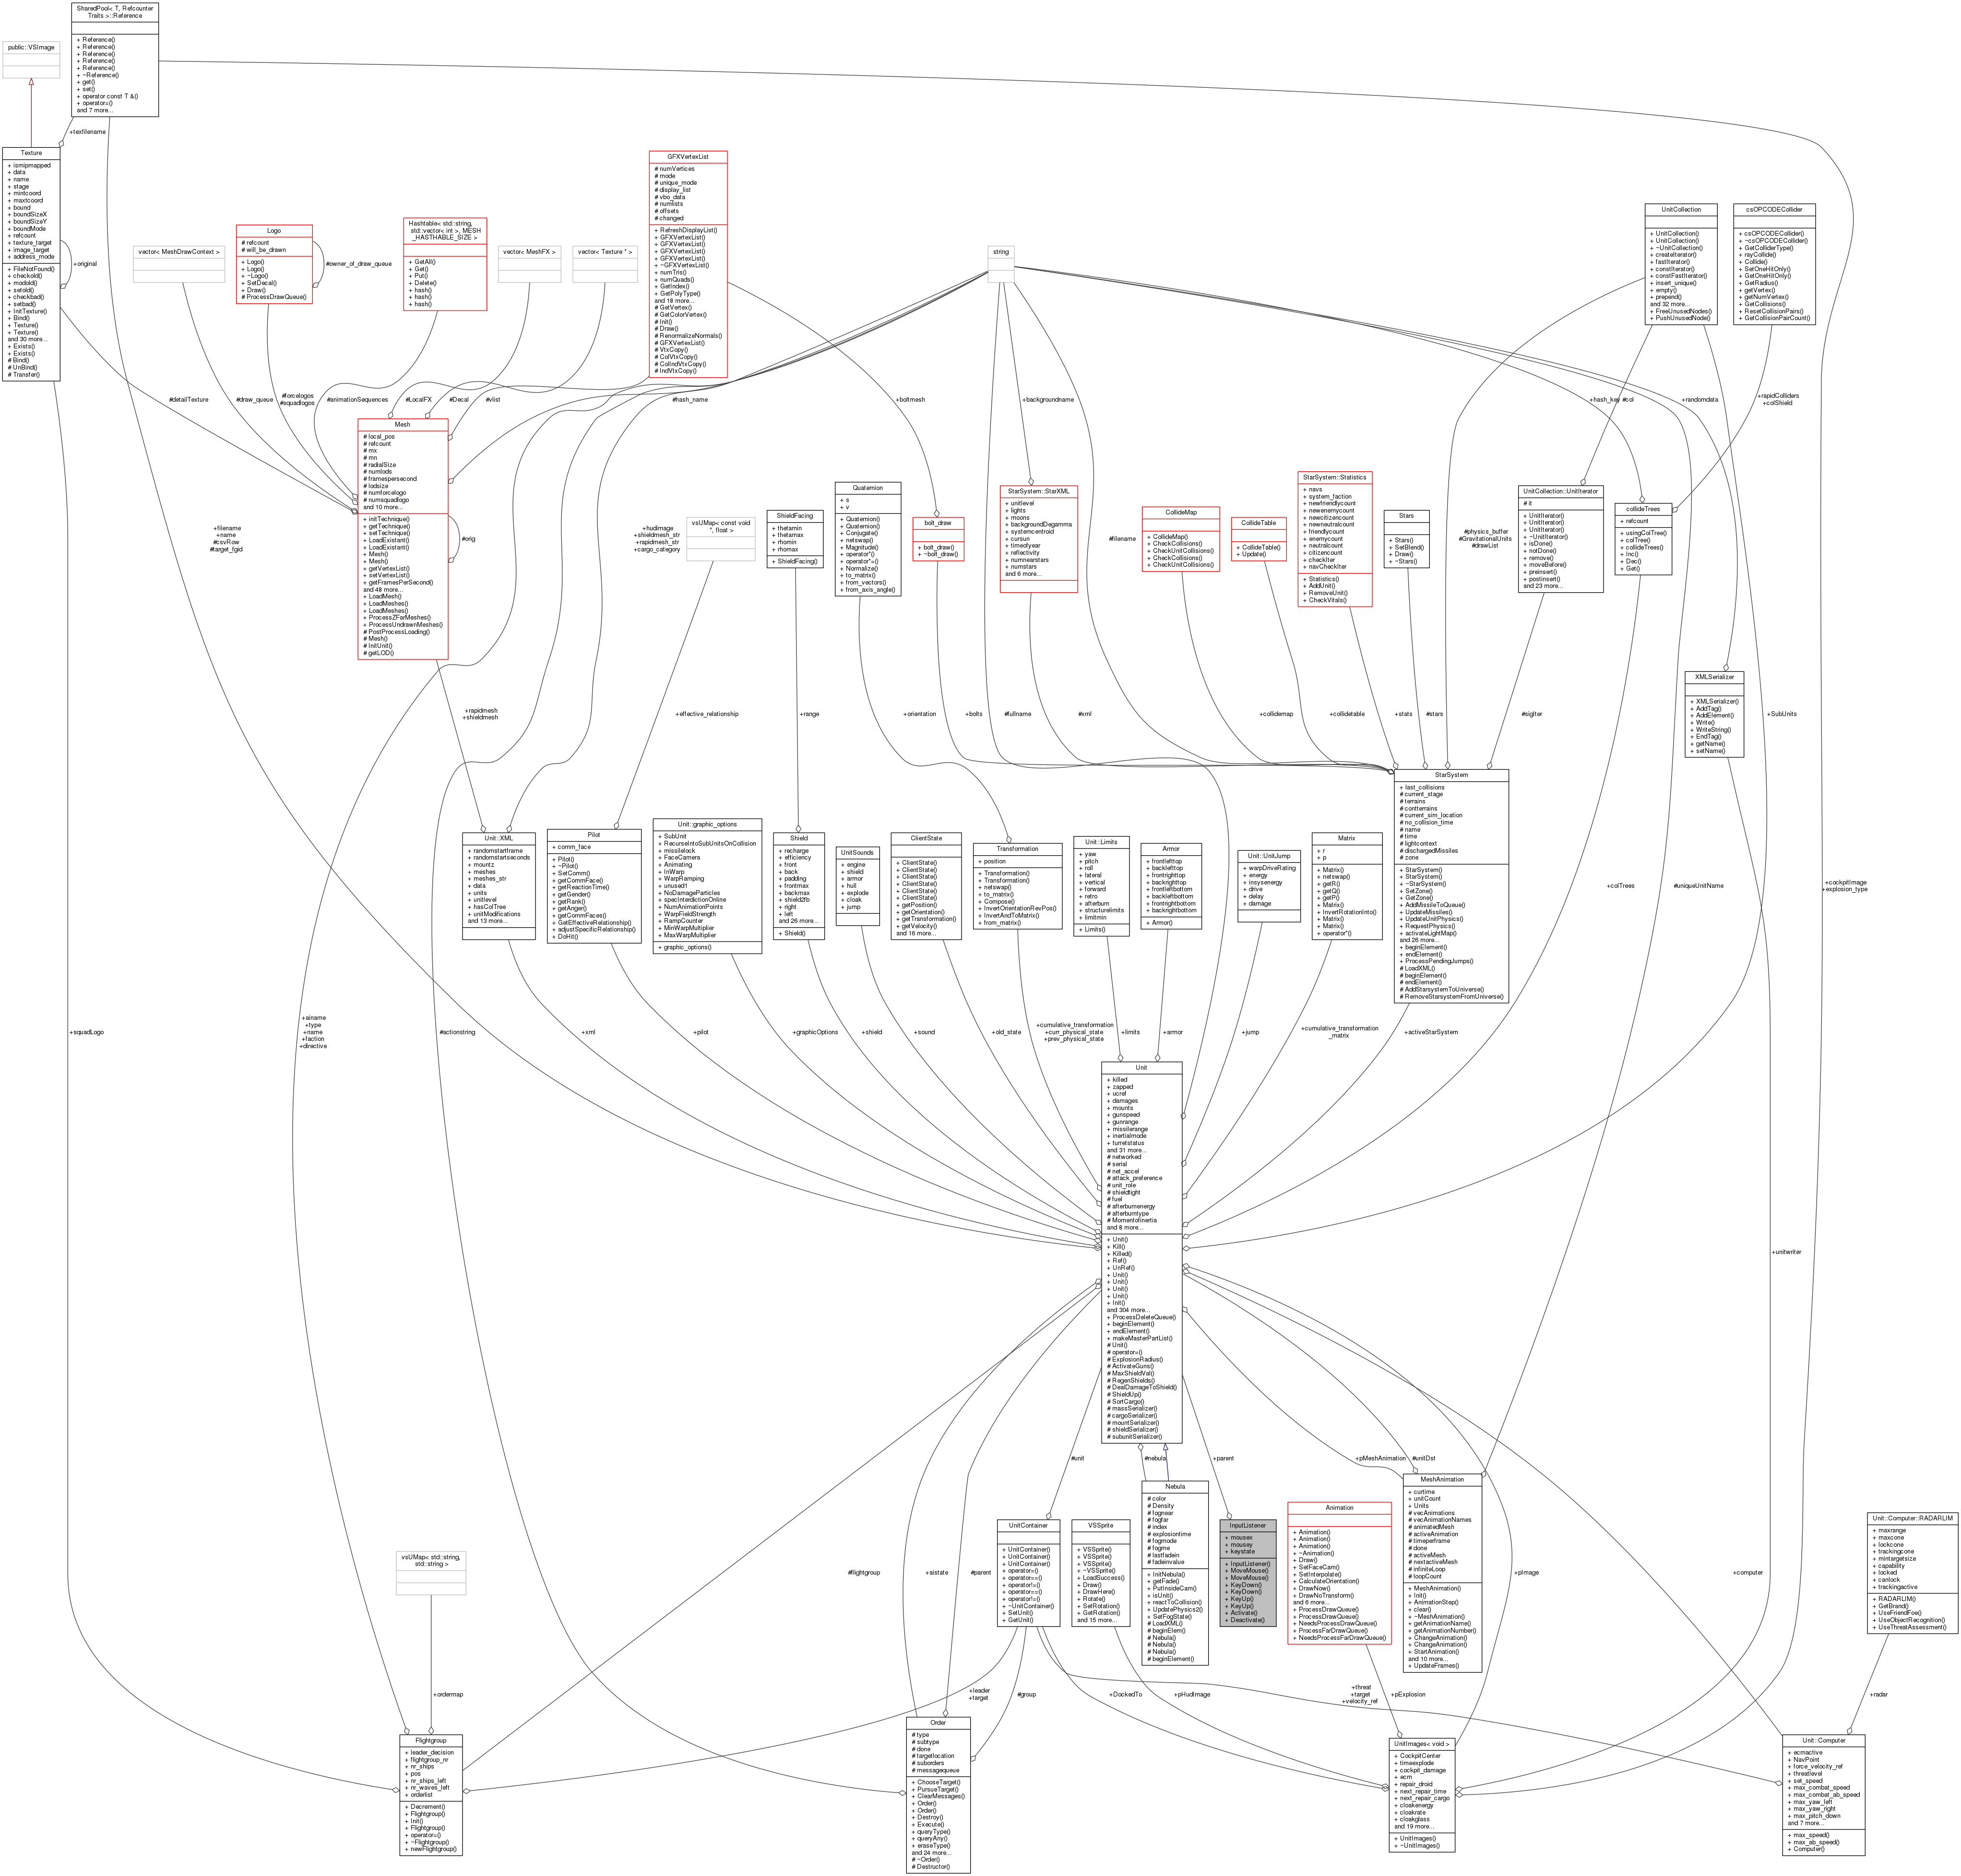 SharedPool< T, Refcounter
Traits >::Reference
+ Reference()
+ Reference()
+ Reference()
+ Reference()
+ Reference()
+ ~Reference()
+ get()
+ set()
+ operator const T &()
+ operator=()
and 7 more...
public::VSImage
+texfilename
Texture
+ ismipmapped
+ data
+ name
+ stage
+ mintcoord
+ maxtcoord
+ bound
+ boundSizeX
+ boundSizeY
+ boundMode
+ refcount
+ texture_target
+ image_target
+ address_mode
+ FileNotFound()
+ checkold()
+ modold()
+ setold()
+ checkbad()
+ setbad()
+ InitTexture()
+ Bind()
+ Texture()
+ Texture()
and 30 more...
+ Exists()
+ Exists()
# Bind()
# UnBind()
# Transfer()
+original
vector< MeshDrawContext >
Logo
# refcount
# will_be_drawn
+ Logo()
+ Logo()
+ ~Logo()
+ SetDecal()
+ Draw()
# ProcessDrawQueue()
#owner_of_draw_queue
Hashtable< std::string,
std::vector< int >, MESH
_HASTHABLE_SIZE >
+ GetAll()
+ Get()
+ Put()
+ Delete()
+ hash()
+ hash()
+ hash()
vector< MeshFX >
vector< Texture * >
GFXVertexList
# numVertices
# mode
# unique_mode
# display_list
# vbo_data
# numlists
# offsets
# changed
+ RefreshDisplayList()
+ GFXVertexList()
+ GFXVertexList()
+ GFXVertexList()
+ GFXVertexList()
+ ~GFXVertexList()
+ numTris()
+ numQuads()
+ GetIndex()
+ GetPolyType()
and 18 more...
# GetVertex()
# GetColorVertex()
# Init()
# Draw()
# RenormalizeNormals()
# GFXVertexList()
# VtxCopy()
# ColVtxCopy()
# ColIndVtxCopy()
# IndVtxCopy()
string
UnitCollection
+ UnitCollection()
+ UnitCollection()
+ ~UnitCollection()
+ createIterator()
+ fastIterator()
+ constIterator()
+ constFastIterator()
+ insert_unique()
+ empty()
+ prepend()
and 32 more...
+ FreeUnusedNodes()
+ PushUnusedNode()
csOPCODECollider
+ csOPCODECollider()
+ ~csOPCODECollider()
+ GetColliderType()
+ rayCollide()
+ Collide()
+ SetOneHitOnly()
+ GetOneHitOnly()
+ GetRadius()
+ getVertex()
+ getNumVertex()
+ GetCollisions()
+ ResetCollisionPairs()
+ GetCollisionPairCount()
#detailTexture
#draw_queue
#forcelogos
#squadlogos
#animationSequences
#LocalFX
#Decal
#vlist
#hash_name
+boltmesh
+backgroundname
+hash_key
#col
+randomdata
+rapidColliders
+colShield
Mesh
# local_pos
# refcount
# mx
# mn
# radialSize
# numlods
# framespersecond
# lodsize
# numforcelogo
# numsquadlogo
and 10 more...
+ initTechnique()
+ getTechnique()
+ setTechnique()
+ LoadExistant()
+ LoadExistant()
+ Mesh()
+ Mesh()
+ getVertexList()
+ setVertexList()
+ getFramesPerSecond()
and 48 more...
+ LoadMesh()
+ LoadMeshes()
+ LoadMeshes()
+ ProcessZFarMeshes()
+ ProcessUndrawnMeshes()
# PostProcessLoading()
# Mesh()
# InitUnit()
# getLOD()
#orig
+filename
+name
#csvRow
#target_fgid
+hudimage
+shieldmesh_str
+rapidmesh_str
+cargo_category
vsUMap< const void
*, float >
ShieldFacing
+ thetamin
+ thetamax
+ rhomin
+ rhomax
+ ShieldFacing()
Quaternion
+ s
+ v
+ Quaternion()
+ Quaternion()
+ Conjugate()
+ netswap()
+ Magnitude()
+ operator*()
+ operator*=()
+ Normalize()
+ to_matrix()
+ from_vectors()
+ from_axis_angle()
bolt_draw
+ bolt_draw()
+ ~bolt_draw()
StarSystem::StarXML
+ unitlevel
+ lights
+ moons
+ backgroundDegamma
+ systemcentroid
+ cursun
+ timeofyear
+ reflectivity
+ numnearstars
+ numstars
and 6 more...
#filename
CollideMap
+ CollideMap()
+ CheckCollisions()
+ CheckUnitCollisions()
+ CheckCollisions()
+ CheckUnitCollisions()
CollideTable
+ CollideTable()
+ Update()
StarSystem::Statistics
+ navs
+ system_faction
+ newfriendlycount
+ newenemycount
+ newcitizencount
+ newneutralcount
+ friendlycount
+ enemycount
+ neutralcount
+ citizencount
+ checkIter
+ navCheckIter
+ Statistics()
+ AddUnit()
+ RemoveUnit()
+ CheckVitals()
Stars
+ Stars()
+ SetBlend()
+ Draw()
+ ~Stars()
#physics_buffer
#GravitationalUnits
#drawList
UnitCollection::UnitIterator
# it
+ UnitIterator()
+ UnitIterator()
+ UnitIterator()
+ ~UnitIterator()
+ isDone()
+ notDone()
+ remove()
+ moveBefore()
+ preinsert()
+ postinsert()
and 23 more...
collideTrees
+ refcount
+ usingColTree()
+ colTree()
+ collideTrees()
+ Inc()
+ Dec()
+ Get()
XMLSerializer
+ XMLSerializer()
+ AddTag()
+ AddElement()
+ Write()
+ WriteString()
+ EndTag()
+ getName()
+ setName()
+rapidmesh
+shieldmesh
+effective_relationship
+range
+orientation
+bolts
#fullname
#xml
+collidemap
+collidetable
+stats
#stars
#sigIter
+SubUnits
+cockpitImage
+explosion_type
Unit::XML
+ randomstartframe
+ randomstartseconds
+ mountz
+ meshes
+ meshes_str
+ data
+ units
+ unitlevel
+ hasColTree
+ unitModifications
and 13 more...
Pilot
+ comm_face
+ Pilot()
+ ~Pilot()
+ SetComm()
+ getCommFace()
+ getReactionTime()
+ getGender()
+ getRank()
+ getAnger()
+ getCommFaces()
+ GetEffectiveRelationship()
+ adjustSpecificRelationship()
+ DoHit()
Unit::graphic_options
+ SubUnit
+ RecurseIntoSubUnitsOnCollision
+ missilelock
+ FaceCamera
+ Animating
+ InWarp
+ WarpRamping
+ unused1
+ NoDamageParticles
+ specInterdictionOnline
+ NumAnimationPoints
+ WarpFieldStrength
+ RampCounter
+ MinWarpMultiplier
+ MaxWarpMultiplier
+ graphic_options()
Shield
+ recharge
+ efficiency
+ front
+ back
+ padding
+ frontmax
+ backmax
+ shield2fb
+ right
+ left
and 26 more...
+ Shield()
UnitSounds
+ engine
+ shield
+ armor
+ hull
+ explode
+ cloak
+ jump
ClientState
+ ClientState()
+ ClientState()
+ ClientState()
+ ClientState()
+ ClientState()
+ ClientState()
+ getPosition()
+ getOrientation()
+ getTransformation()
+ getVelocity()
and 16 more...
Transformation
+ position
+ Transformation()
+ Transformation()
+ netswap()
+ to_matrix()
+ Compose()
+ InvertOrientationRevPos()
+ InvertAndToMatrix()
+ from_matrix()
Unit::Limits
+ yaw
+ pitch
+ roll
+ lateral
+ vertical
+ forward
+ retro
+ afterburn
+ structurelimits
+ limitmin
+ Limits()
Armor
+ frontlefttop
+ backlefttop
+ frontrighttop
+ backrighttop
+ frontleftbottom
+ backleftbottom
+ frontrightbottom
+ backrightbottom
+ Armor()
Unit::UnitJump
+ warpDriveRating
+ energy
+ insysenergy
+ drive
+ delay
+ damage
Matrix
+ r
+ p
+ Matrix()
+ netswap()
+ getR()
+ getQ()
+ getP()
+ Matrix()
+ InvertRotationInto()
+ Matrix()
+ Matrix()
+ operator*()
StarSystem
+ last_collisions
# current_stage
# terrains
# contterrains
# current_sim_location
# no_collision_time
# name
# time
# lightcontext
# dischargedMissiles
# zone
+ StarSystem()
+ StarSystem()
+ ~StarSystem()
+ SetZone()
+ GetZone()
+ AddMissileToQueue()
+ UpdateMissiles()
+ UpdateUnitPhysics()
+ RequestPhysics()
+ activateLightMap()
and 26 more...
+ beginElement()
+ endElement()
+ ProcessPendingJumps()
# LoadXML()
# beginElement()
# endElement()
# AddStarsystemToUniverse()
# RemoveStarsystemFromUniverse()
+colTrees
#uniqueUnitName
+squadLogo
+ainame
+type
+name
+faction
+directive
#actionstring
+xml
+pilot
+graphicOptions
+shield
+sound
+old_state
+cumulative_transformation
+curr_physical_state
+prev_physical_state
+limits
+armor
+jump
+cumulative_transformation
_matrix
+activeStarSystem
Unit
+ killed
+ zapped
+ ucref
+ damages
+ mounts
+ gunspeed
+ gunrange
+ missilerange
+ inertialmode
+ turretstatus
and 31 more...
# networked
# serial
# net_accel
# attack_preference
# unit_role
# shieldtight
# fuel
# afterburnenergy
# afterburntype
# Momentofinertia
and 8 more...
+ Unit()
+ Kill()
+ Killed()
+ Ref()
+ UnRef()
+ Unit()
+ Unit()
+ Unit()
+ Unit()
+ Init()
and 304 more...
+ ProcessDeleteQueue()
+ beginElement()
+ endElement()
+ makeMasterPartList()
# Unit()
# operator=()
# ExplosionRadius()
# ActivateGuns()
# MaxShieldVal()
# RegenShields()
# DealDamageToShield()
# ShieldUp()
# SortCargo()
# massSerializer()
# cargoSerializer()
# mountSerializer()
# shieldSerializer()
# subunitSerializer()
+unitwriter
#unit
#nebula
+parent
+pMeshAnimation
#unitDst
#flightgroup
+aistate
#parent
+pImage
+computer
vsUMap< std::string,
std::string >
UnitContainer
+ UnitContainer()
+ UnitContainer()
+ UnitContainer()
+ operator=()
+ operator==()
+ operator!=()
+ operator==()
+ operator!=()
+ ~UnitContainer()
+ SetUnit()
+ GetUnit()
VSSprite
+ VSSprite()
+ VSSprite()
+ VSSprite()
+ ~VSSprite()
+ LoadSuccess()
+ Draw()
+ DrawHere()
+ Rotate()
+ SetRotation()
+ GetRotation()
and 15 more...
Nebula
# color
# Density
# fognear
# fogfar
# index
# explosiontime
# fogmode
# fogme
# lastfadein
# fadeinvalue
+ InitNebula()
+ getFade()
+ PutInsideCam()
+ isUnit()
+ reactToCollision()
+ UpdatePhysics2()
+ SetFogState()
# LoadXML()
# beginElem()
# Nebula()
# Nebula()
# Nebula()
# beginElement()
InputListener
+ mousex
+ mousey
+ keystate
+ InputListener()
+ MoveMouse()
+ MoveMouse()
+ KeyDown()
+ KeyDown()
+ KeyUp()
+ KeyUp()
+ Activate()
+ Deactivate()
Animation
+ Animation()
+ Animation()
+ Animation()
+ ~Animation()
+ Draw()
+ SetFaceCam()
+ SetInterpolate()
+ CalculateOrientation()
+ DrawNow()
+ DrawNoTransform()
and 6 more...
+ ProcessDrawQueue()
+ ProcessDrawQueue()
+ NeedsProcessDrawQueue()
+ ProcessFarDrawQueue()
+ NeedsProcessFarDrawQueue()
MeshAnimation
+ curtime
+ unitCount
+ Units
# vecAnimations
# vecAnimationNames
# animatedMesh
# activeAnimation
# timeperframe
# done
# activeMesh
# nextactiveMesh
# infiniteLoop
# loopCount
+ MeshAnimation()
+ Init()
+ AnimationStep()
+ clear()
+ ~MeshAnimation()
+ getAnimationName()
+ getAnimationNumber()
+ ChangeAnimation()
+ ChangeAnimation()
+ StartAnimation()
and 10 more...
+ UpdateFrames()
Unit::Computer::RADARLIM
+ maxrange
+ maxcone
+ lockcone
+ trackingcone
+ mintargetsize
+ capability
+ locked
+ canlock
+ trackingactive
+ RADARLIM()
+ GetBrand()
+ UseFriendFoe()
+ UseObjectRecognition()
+ UseThreatAssessment()
+ordermap
+leader
+target
#group
+DockedTo
+pHudImage
+threat
+target
+velocity_ref
+pExplosion
+radar
Flightgroup
+ leader_decision
+ flightgroup_nr
+ nr_ships
+ pos
+ nr_ships_left
+ nr_waves_left
+ orderlist
+ Decrement()
+ Flightgroup()
+ Init()
+ Flightgroup()
+ operator=()
+ ~Flightgroup()
+ newFlightgroup()
Order
# type
# subtype
# done
# targetlocation
# suborders
# messagequeue
+ ChooseTarget()
+ PursueTarget()
+ ClearMessages()
+ Order()
+ Order()
+ Destroy()
+ Execute()
+ queryType()
+ queryAny()
+ eraseType()
and 24 more...
# ~Order()
# Destructor()
UnitImages< void >
+ CockpitCenter
+ timeexplode
+ cockpit_damage
+ ecm
+ repair_droid
+ next_repair_time
+ next_repair_cargo
+ cloakenergy
+ cloakrate
+ cloakglass
and 19 more...
+ UnitImages()
+ ~UnitImages()
Unit::Computer
+ ecmactive
+ NavPoint
+ force_velocity_ref
+ threatlevel
+ set_speed
+ max_combat_speed
+ max_combat_ab_speed
+ max_yaw_left
+ max_yaw_right
+ max_pitch_down
and 7 more...
+ max_speed()
+ max_ab_speed()
+ Computer()